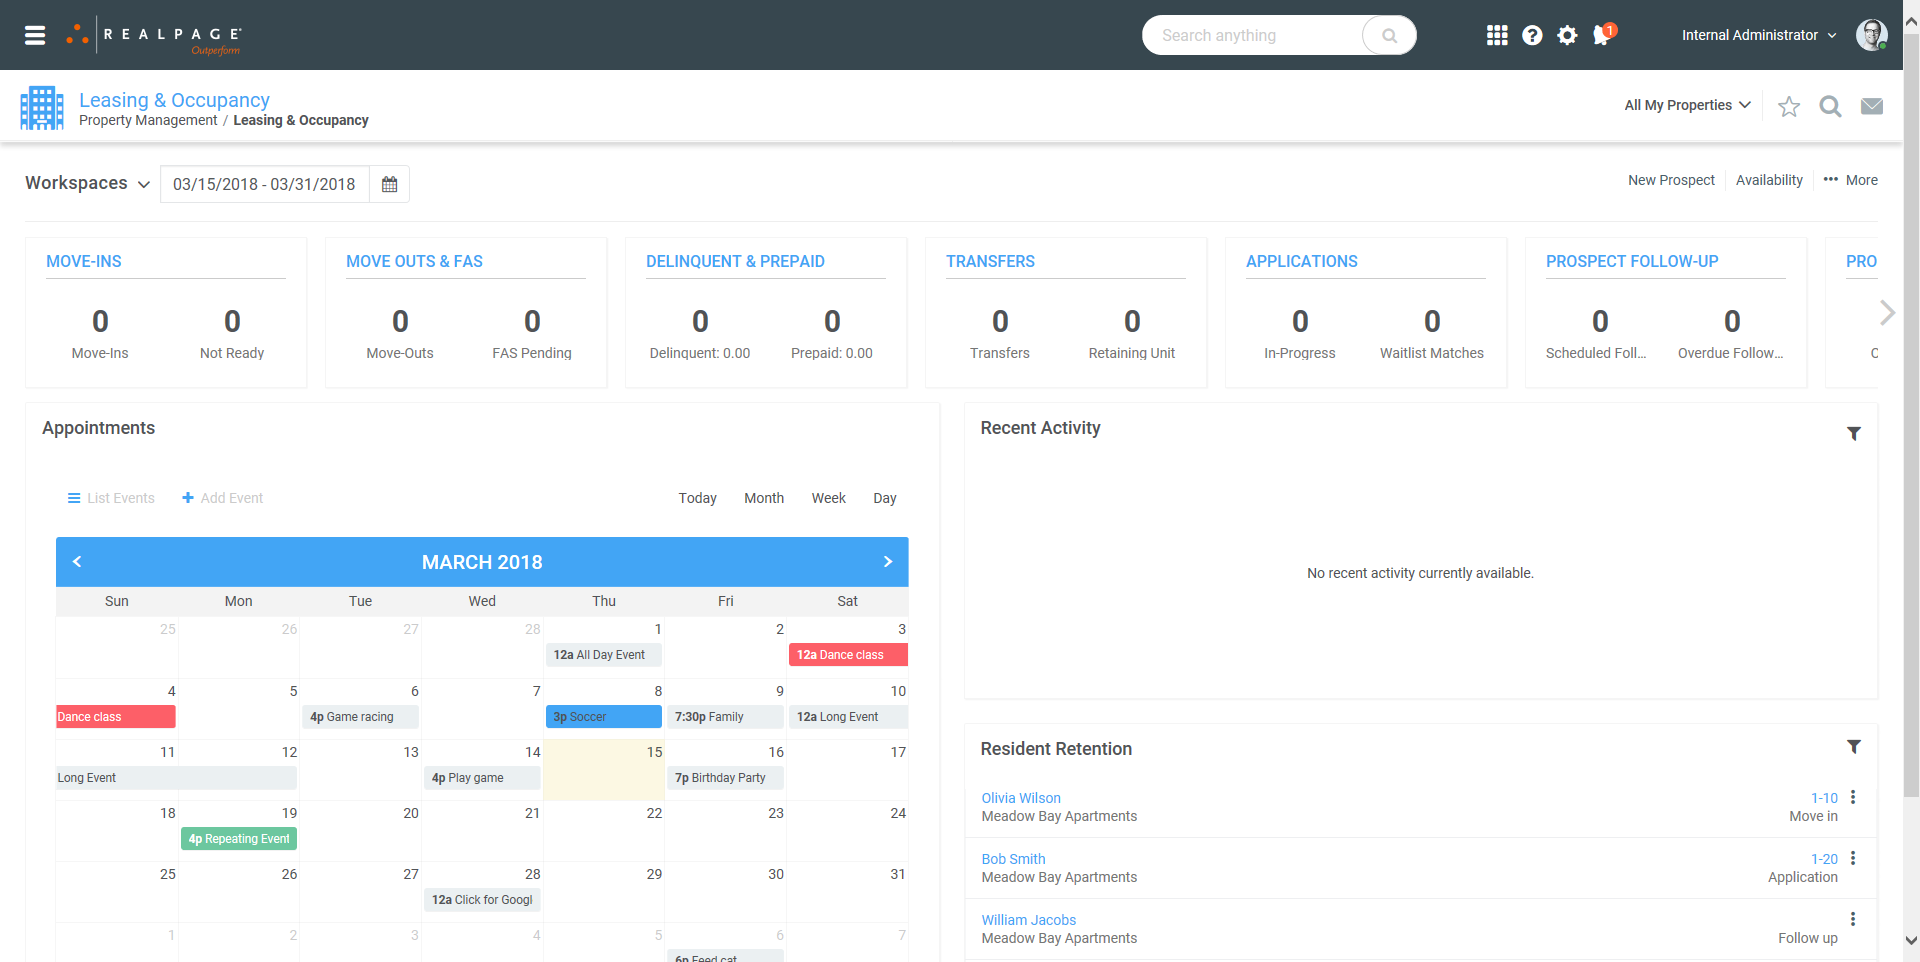 REALPAGE
Outperform
Search anything
1
Internal Administrator
Leasing & Occupancy
Property Management / Leasing & Occupancy
All My Properties
Workspaces
03/15/2018 - 03/31/2018
New Prospect
Availability
More
MOVE-INS
0 0
Move-Ins Not Ready
MOVE OUTS & FAS
0 0
Move-Outs FAS Pending
DELINQUENT & PREPAID
0 0
Delinquent: 0.00 Prepaid: 0.00
TRANSFERS
0 0
Transfers Retaining Unit
APPLICATIONS
0 0
In-Progress Waitlist Matches
PROSPECT FOLLOW-UP
0 0
Scheduled Foll... Overdue Follow...
PRO
Appointments
List Events
Add Event
Today Month Week Day
MARCH 2018
Sun Mon Tue Wed Thu Fri Sat
25 26 27 28 1 2 3
12a All Day Event
12a Dance class
4 5 6 7 8 9 10
Dance class
4p Game racing
3p Soccer
7:30p Family
12a Long Event
11 12 13 14 15 16 17
Long Event
4p Play game
7p Birthday Party
18 19 20 21 22 23 24
4p Repeating Event
25 26 27 28 29 30 31
12a Click for Googl
1 2 3 4 5 6 7
6p Feed cat
Recent Activity
No recent activity currently available.
Resident Retention
Olivia Wilson 1-10
Meadow Bay Apartments Move in
Bob Smith 1-20
Meadow Bay Apartments Application
William Jacobs
Meadow Bay Apartments Follow up